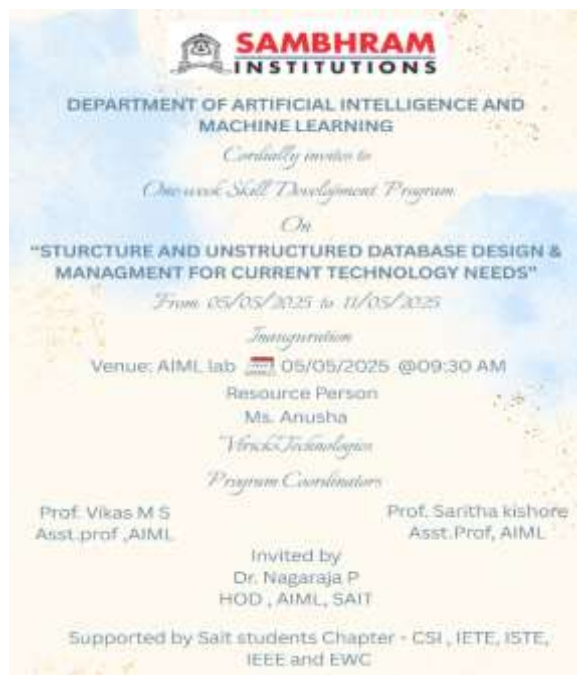 SAMBHRAM
INSTITUTIONS
DEPARTMENT OF ARTIFICIAL INTELLIGENCE AND
MACHINE LEARNING
Cordially invites to
One week Skill Development Program
On
"STURCTURE AND UNSTRUCTURED DATABASE DESIGN &
MANAGMENT FOR CURRENT TECHNOLOGY NEEDS"
From 05/05/2025 to 11/05/2025
Inauguration
Venue: AIML lab 05/05/2025 @09:30 AM
Resource Person
Ms. Anusha
Technologies
Program Coordinators
Prof. Vikas M S
Asst.prof ,AIML
Prof. Saritha kishore
Asst.Prof, AIML
Invited by
Dr. Nagaraja P
HOD , AIML, SAIT
Supported by Sait students Chapter - CSI , IETE, ISTE,
IEEE and EWC